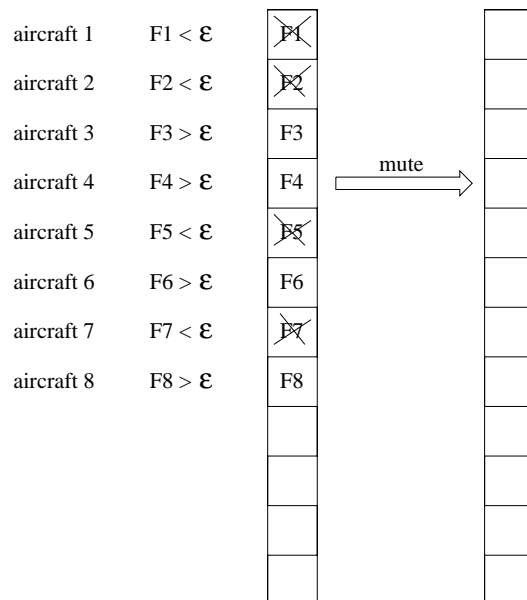 aircraft 1 F1 < ε F1
aircraft 2 F2 < ε F2
aircraft 3 F3 > ε F3
mute
aircraft 4 F4 > ε F4
aircraft 5 F5 < ε F5
aircraft 6 F6 > ε F6
aircraft 7 F7 < ε F7
aircraft 8 F8 > ε F8